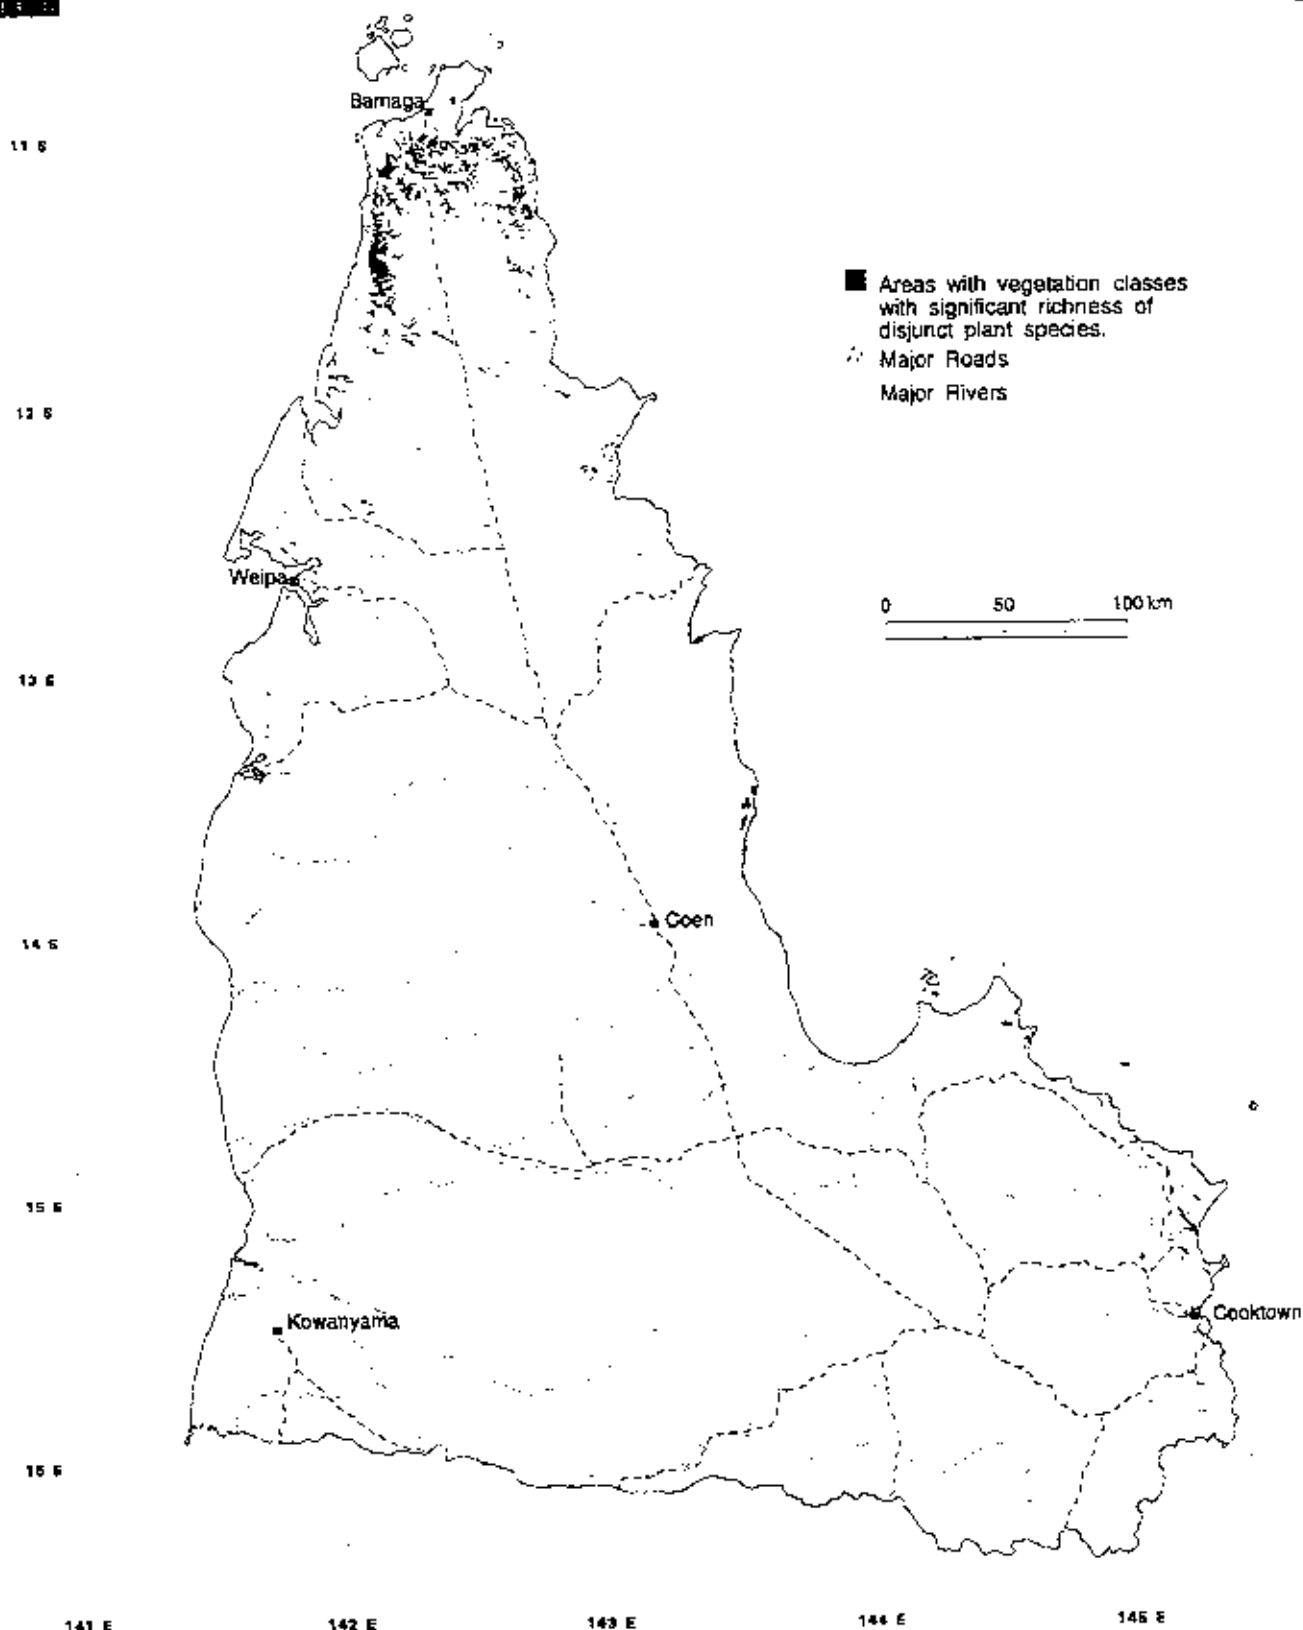 Bamaga
11 S
Areas with vegetation classes
with significant richness of
disjunct plant species.
Major Roads
12 S
Major Rivers
Weipa
0 50 100 km
13 S
Coen
14 S
15 S
Kowanyama
Cooktown
16 S
141 E 142 E 143 E 144 E 145 E